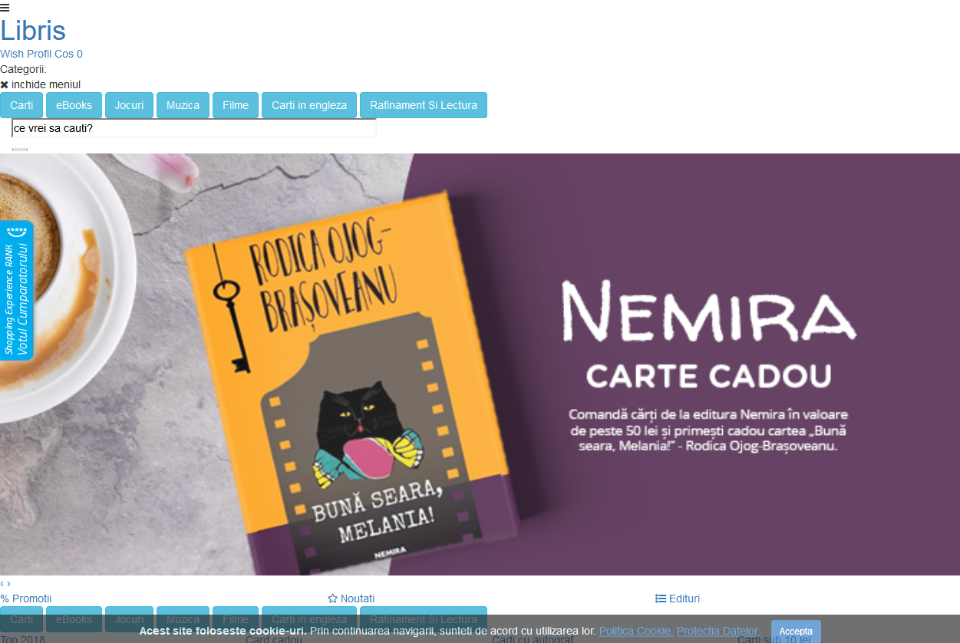 Libris
Wish Profil Cos 0
Categorii:
inchide meniul
Carti eBooks Jocuri Muzica Filme Carti in engleza Rafinament Si Lectura
ce vrei sa cauti?
Shopping Experience RANK
Votul Cumparatorului
RODICA OJOG-
BRAȘOVEANU
BUNĂ SEARA,
MELANIA!
NEMIRA
NEMIRA
CARTE CADOU
Comandă cărți de la editura Nemira în valoare
de peste 50 lei și primești cadou cartea „Bună
seara, Melania!” - Rodica Ojog-Brașoveanu.
‹ ›
% Promotii Noutati Edituri
Carti eBooks Jocuri Muzica Filme Carti in engleza Rafinament Si Lectura
Acest site foloseste cookie-uri. Prin continuarea navigarii, sunteti de acord cu utilizarea lor. Politica Cookie, Protectia Datelor. Accepta
Top 2018 Card cadou Carti cu autograf Carti sub 10 lei